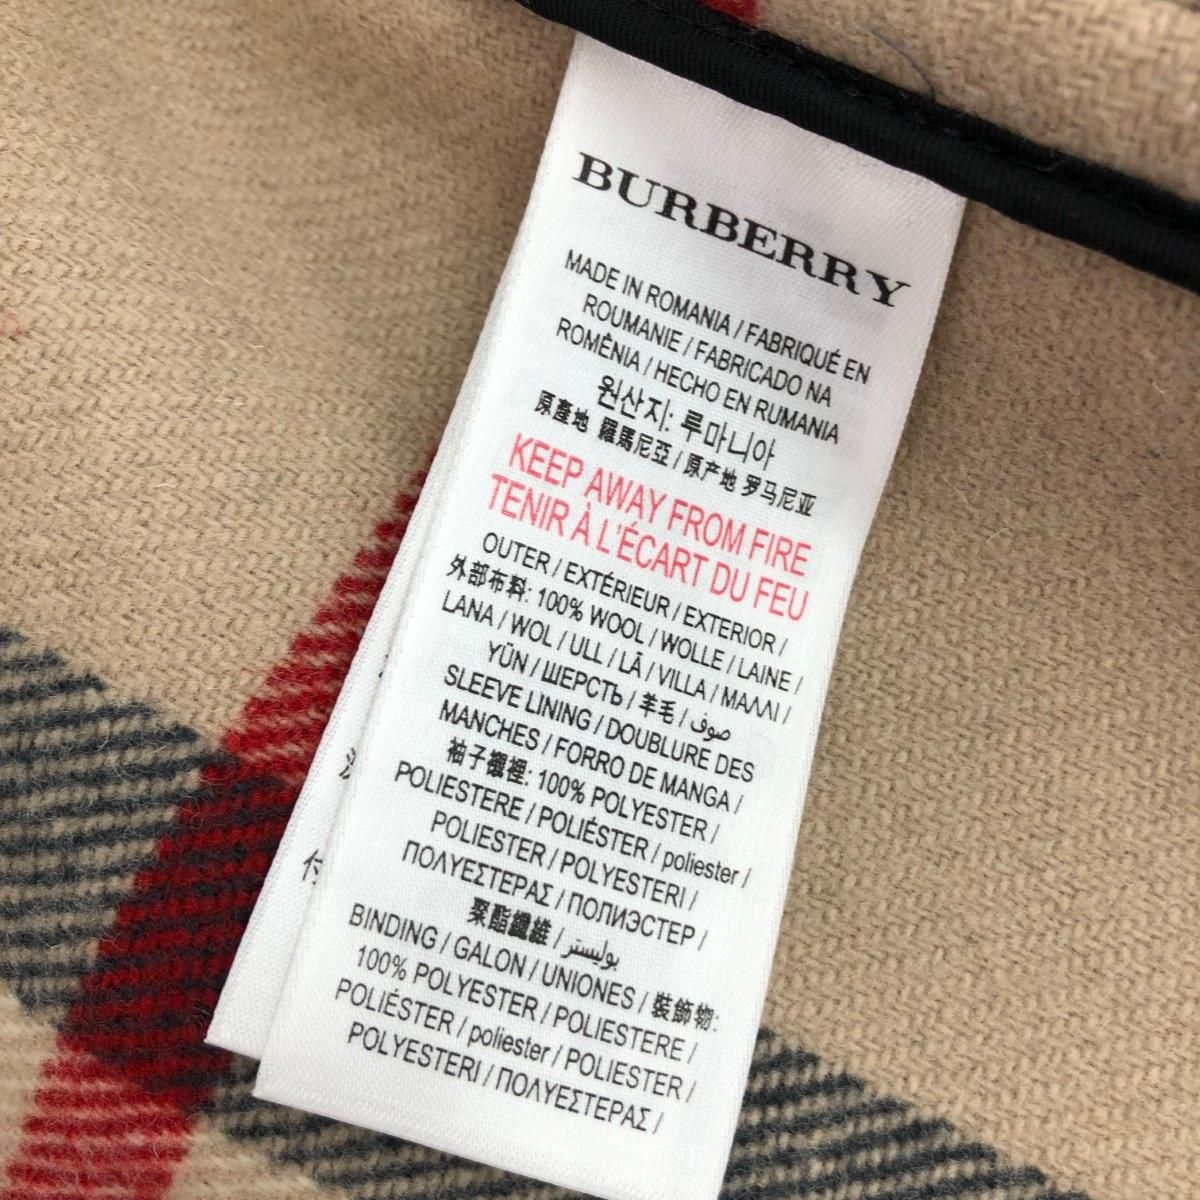 BURBERRY
MADE IN ROMANIA / FABRIQUÉ EN
ROUMANIE / FABRICADO NA
ROMÊNIA / HECHO EN RUMANIA
원산지: 루마니아
原產地 羅馬尼亞 / 原产地 罗马尼亚
KEEP AWAY FROM FIRE
TENIR À L'ÉCART DU FEU
OUTER / EXTÉRIEUR / EXTERIOR /
外部布料: 100% WOOL / WOLLE / LAINE /
LANA / WOL / ULL / LÃ / VILLA / ΜΑΛΛΙ /
YÜN / ШЕРСТЬ / 羊毛 / صوف /
SLEEVE LINING / DOUBLURE DES
MANCHES / FORRO DE MANGA /
袖子襯裡: 100% POLYESTER /
POLIESTERE / POLIÉSTER / poliester /
POLIESTER / POLYESTERI /
ΠΟΛΥΕΣΤΕΡΑΣ / ПОЛИЭСТЕР /
聚酯纖維 / بوليستر
BINDING / GALON / UNIONES / 裝飾物:
100% POLYESTER / POLIESTERE /
POLIÉSTER / poliester / POLIESTER /
POLYESTERI / ΠΟΛΥΕΣΤΕΡΑΣ /
付